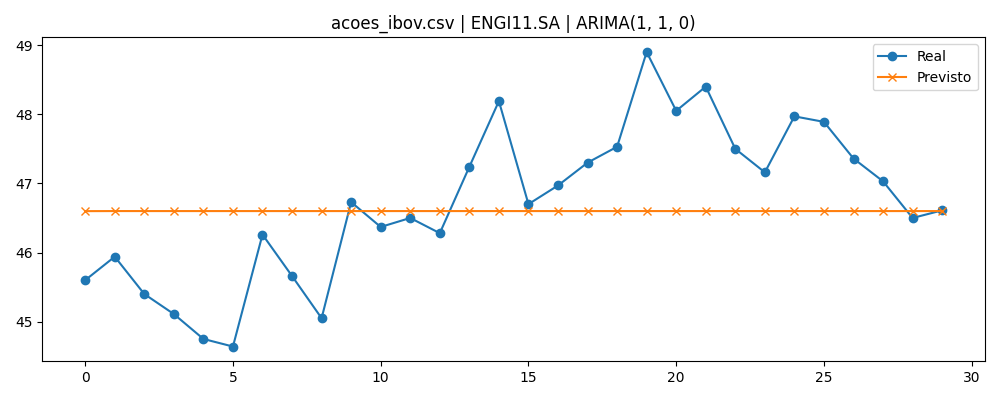 acoes_ibov.csv | ENGI11.SA | ARIMA(1, 1, 0)
Real
Previsto
49
48
47
46
45
0 5 10 15 20 25 30